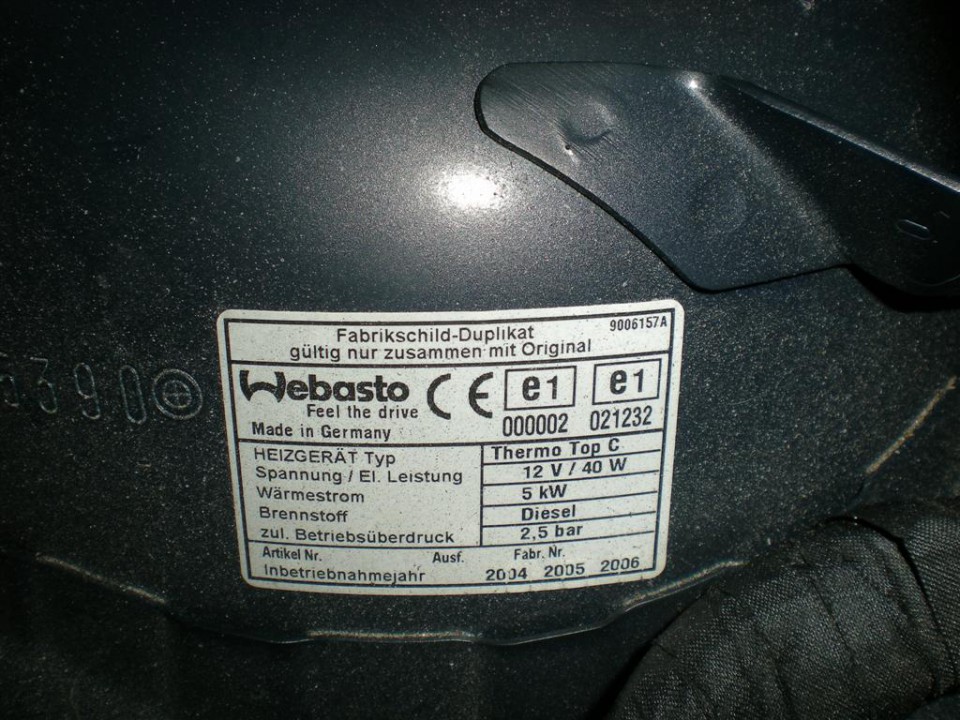 Fabrikschild-Duplikat 9006157A
gültig nur zusammen mit Original
Webasto CE e1 e1
Feel the drive 000002 021232
Made in Germany
HEIZGERÄT Typ Thermo Top C
Spannung / El. Leistung 12 V / 40 W
Wärmestrom 5 kW
Brennstoff Diesel
zul. Betriebsüberdruck 2,5 bar
Artikel Nr. Ausf. Fabr. Nr.
Inbetriebnahmejahr 2004 2005 2006